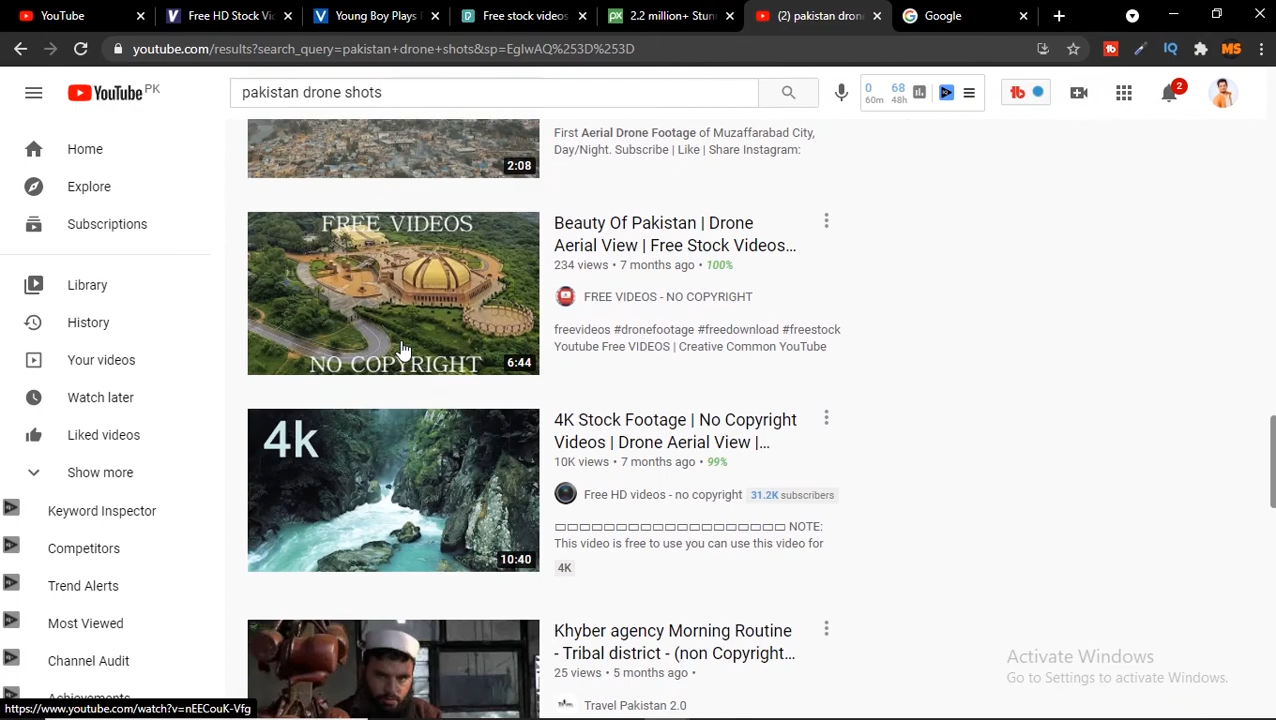 YouTube
Free HD Stock Vi
Young Boy Plays
Free stock videos
2.2 million+ Stun
(2) pakistan dron
Google
youtube.com/results?search_query=pakistan+drone+shots&sp=EgIwAQ%253D%253D
tb
IQ
MS
YouTube PK
pakistan drone shots
0
60m
68
48h
tb
2
Home
Explore
Subscriptions
Library
History
Your videos
Watch later
Liked videos
Show more
Keyword Inspector
Competitors
Trend Alerts
Most Viewed
Channel Audit
Achievements
2:08
First Aerial Drone Footage of Muzaffarabad City,
Day/Night. Subscribe | Like | Share Instagram:
FREE VIDEOS
NO COPYRIGHT
6:44
Beauty Of Pakistan | Drone
Aerial View | Free Stock Videos...
234 views • 7 months ago • 100%
FREE VIDEOS - NO COPYRIGHT
freevideos #dronefootage #freedownload #freestock
Youtube Free VIDEOS | Creative Common YouTube
4k
10:40
4K Stock Footage | No Copyright
Videos | Drone Aerial View |...
10K views • 7 months ago • 99%
Free HD videos - no copyright 31.2K subscribers
▭▭▭▭▭▭▭▭▭▭▭▭▭▭▭▭▭▭▭ NOTE:
This video is free to use you can use this video for
4K
Khyber agency Morning Routine
- Tribal district - (non Copyright...
25 views • 5 months ago •
Travel Pakistan 2.0
Activate Windows
Go to Settings to activate Windows.
https://www.youtube.com/watch?v=nEECouK-Vfg